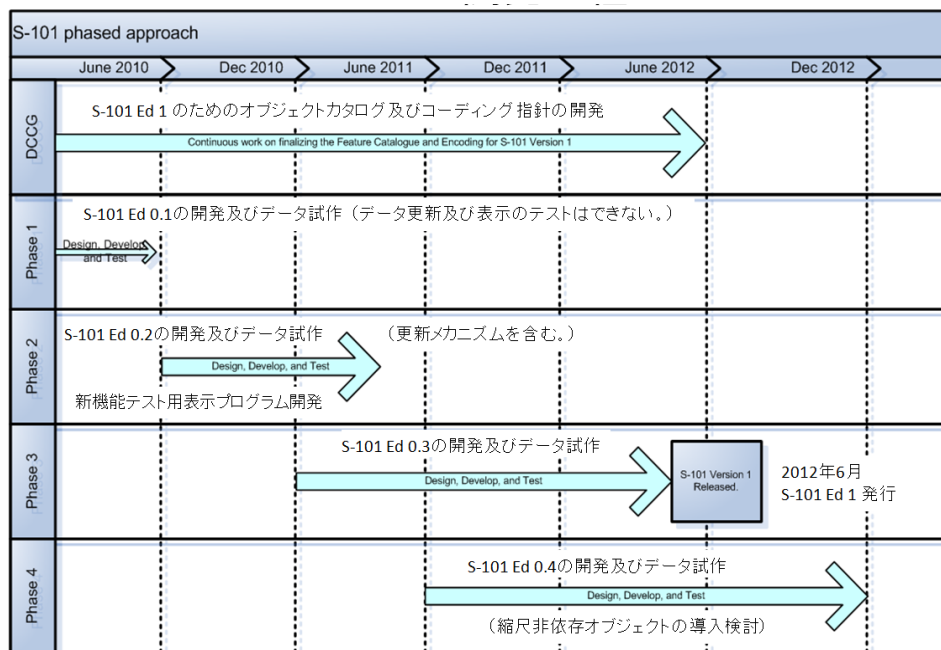 S-101 phased approach
June 2010
Dec 2010
June 2011
Dec 2011
June 2012
Dec 2012
DCCG
S-101 Ed 1 のためのオブジェクトカタログ 及びコーディング 指針の開発
Continuous work on finalizing the Feature Catalogue and Encoding for S-101 Version 1
Phase 1
S-101 Ed 0.1の開発及びデータ試作（データ更新及び表示のテストはできない。）
Design, Develop,
and Test
Phase 2
S-101 Ed 0.2の開発及びデータ試作
（更新メカニズムを含む。）
Design, Develop, and Test
新機能テスト用表示プログラム開発
Phase 3
S-101 Ed 0.3の開発及びデータ試作
Design, Develop, and Test
S-101 Version 1
Released.
2012年6月
S-101 Ed 1 発行
Phase 4
S-101 Ed 0.4の開発及びデータ試作
Design, Develop, and Test
（縮尺非依存オブジェクトの導入検討）